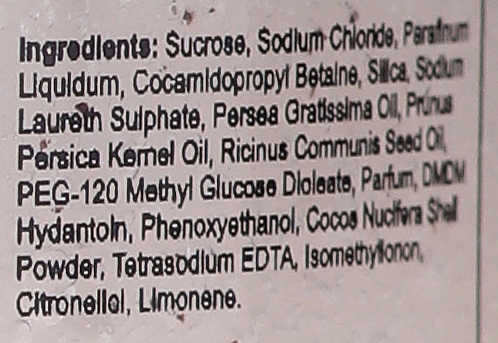 Ingredients: Sucrose, Sodium Chloride, Paraffinum
Liquidum, Cocamidopropyl Betaine, Silica, Sodium
Laureth Sulphate, Persea Gratissima Oil, Prunus
Persica Kernel Oil, Ricinus Communis Seed Oil,
PEG-120 Methyl Glucose Dioleate, Parfum, DMDM
Hydantoin, Phenoxyethanol, Cocos Nucifera Shell
Powder, Tetrasodium EDTA, Isomethylionon,
Citronellol, Limonene.